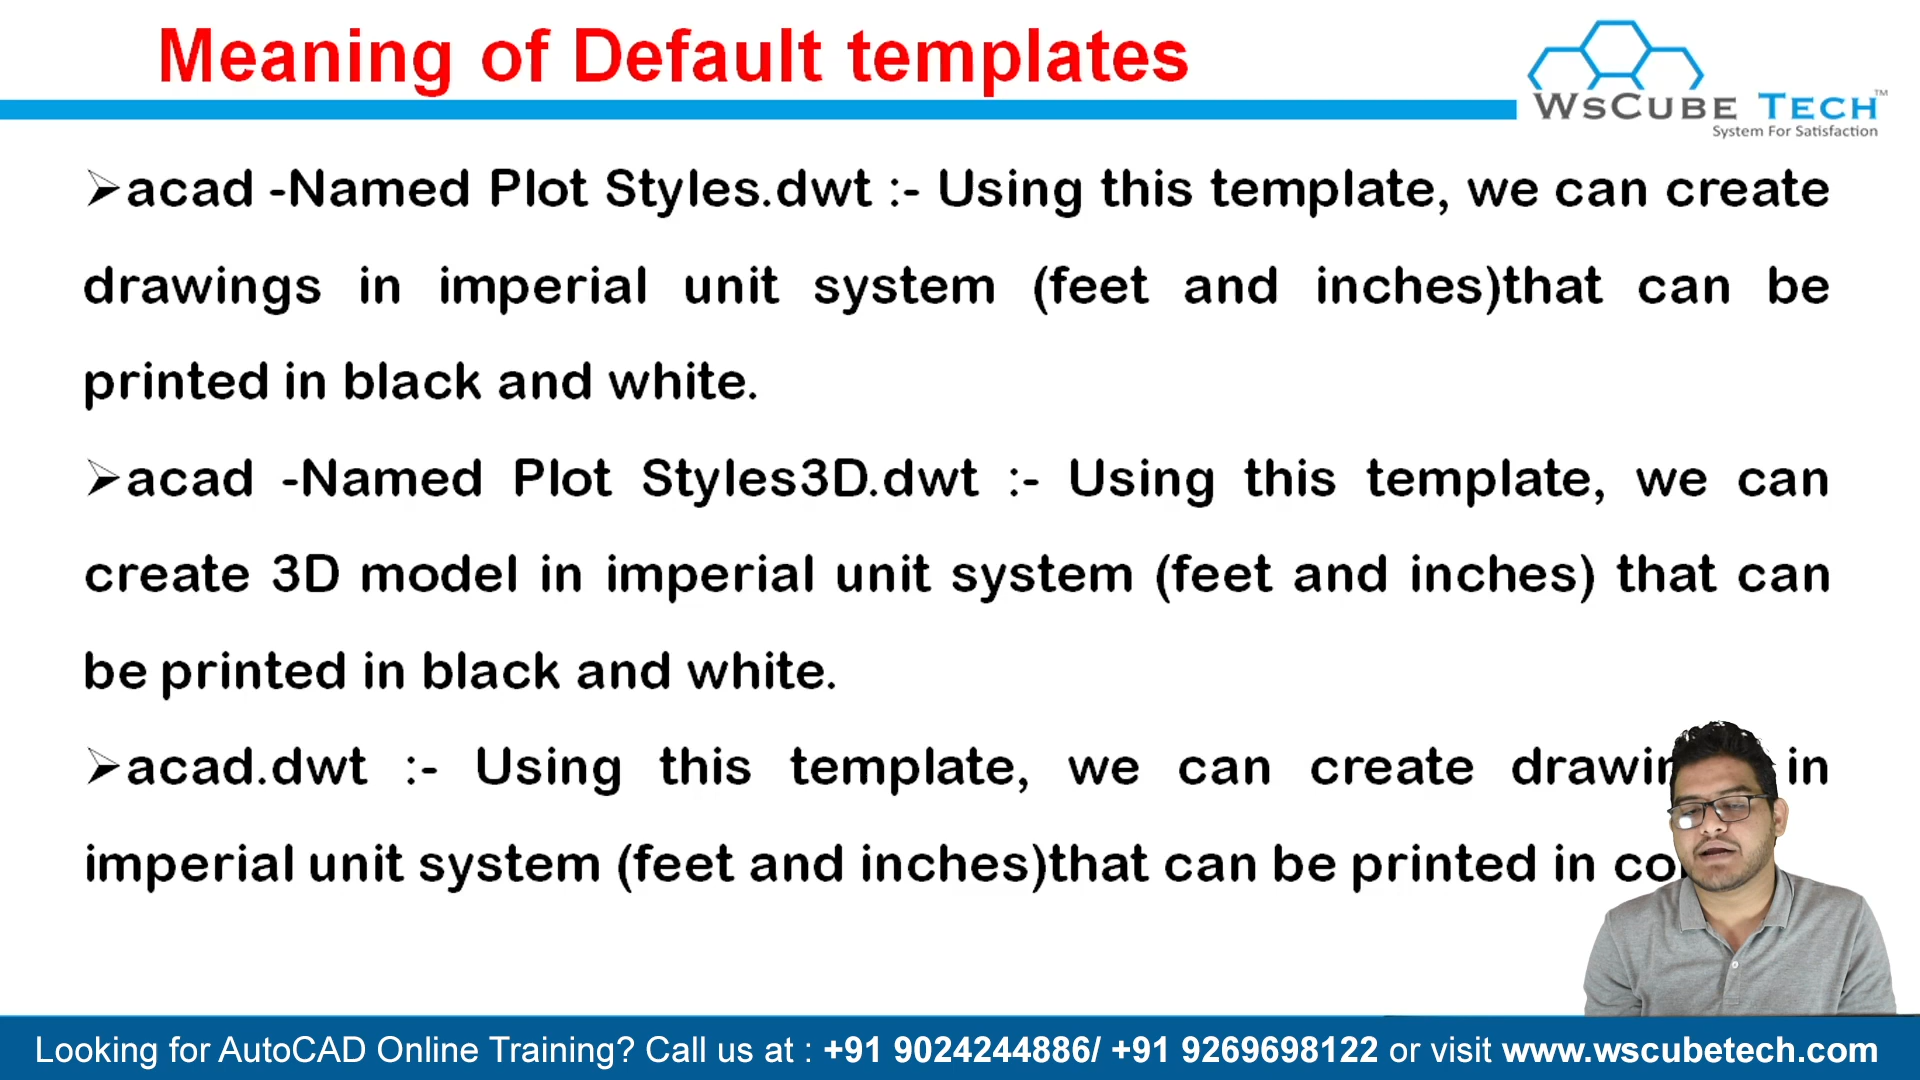 Meaning of Default templates
WsCube Tech™
System For Satisfaction
➢acad -Named Plot Styles.dwt :- Using this template, we can create
drawings in imperial unit system (feet and inches)that can be
printed in black and white.
➢acad -Named Plot Styles3D.dwt :- Using this template, we can
create 3D model in imperial unit system (feet and inches) that can
be printed in black and white.
➢acad.dwt :- Using this template, we can create in
imperial unit system (feet and inches)that can be printed in
Looking for AutoCAD Online Training? Call us at : +91 9024244886/ +91 9269698122 or visit www.wscubetech.com